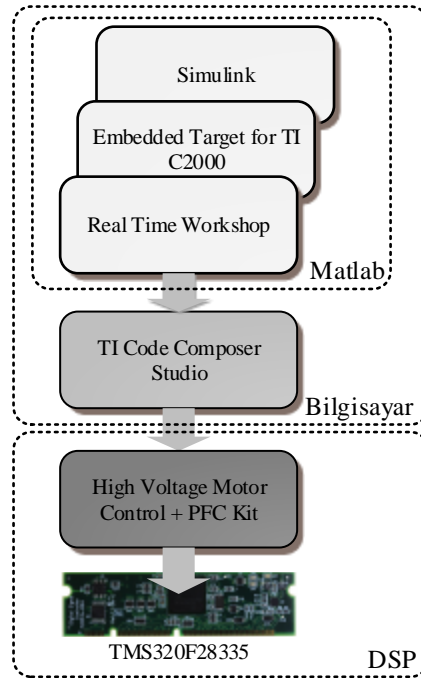 Simulink
Embedded Target for TI
C2000
Real Time Workshop
Matlab
TI Code Composer
Studio
Bilgisayar
High Voltage Motor
Control + PFC Kit
TMS320F28335
DSP